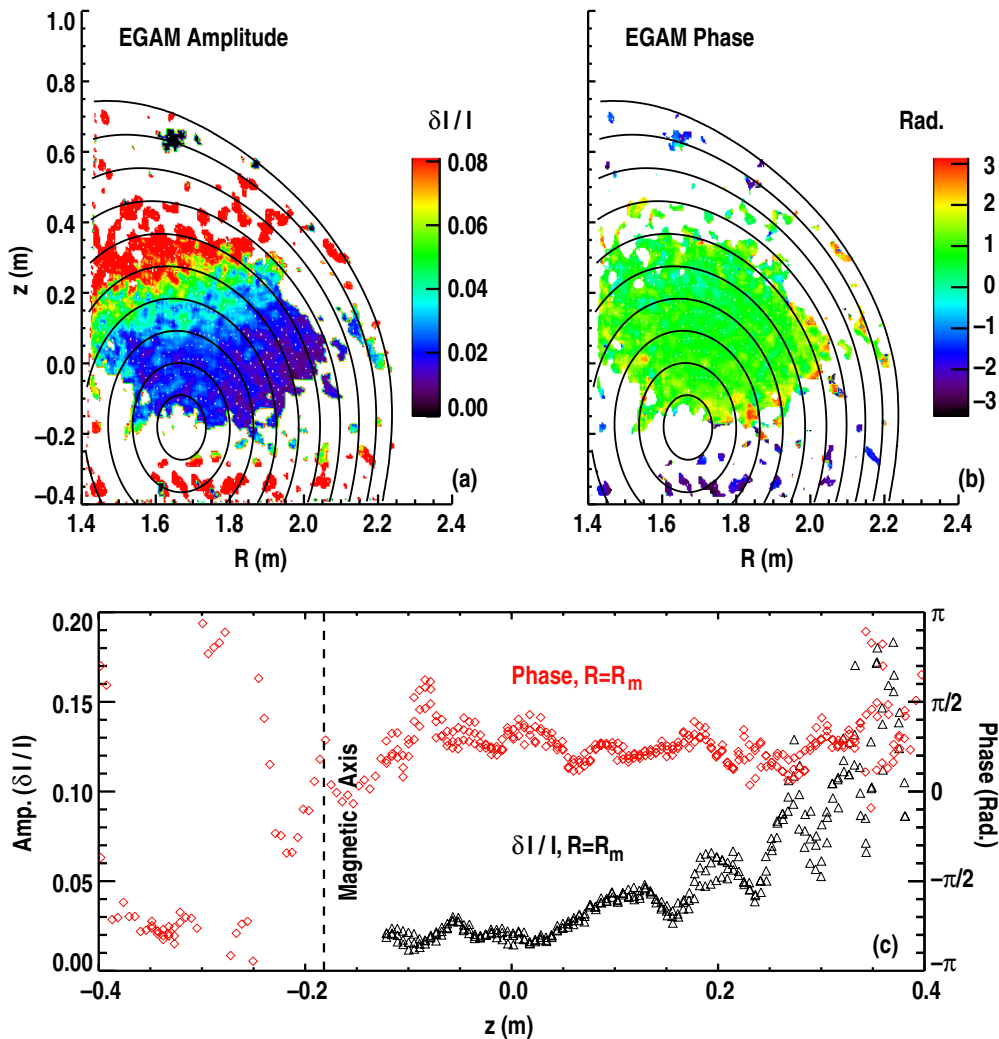 EGAM Amplitude
EGAM Phase
1.0
0.8
0.6
0.4
0.2
0.0
−0.2
−0.4
z (m)
1.4 1.6 1.8 2.0 2.2 2.4
R (m)
δI / I
0.08
0.06
0.04
0.02
0.00
(a)
1.4 1.6 1.8 2.0 2.2 2.4
R (m)
Rad.
3
2
1
0
−1
−2
−3
(b)
0.20
0.15
0.10
0.05
0.00
Amp. (δI / I)
Phase, R=Rm
Magnetic Axis
δI / I, R=Rm
(c)
π
π/2
0
−π/2
−π
Phase (Rad.)
−0.4 −0.2 0.0 0.2 0.4
z (m)